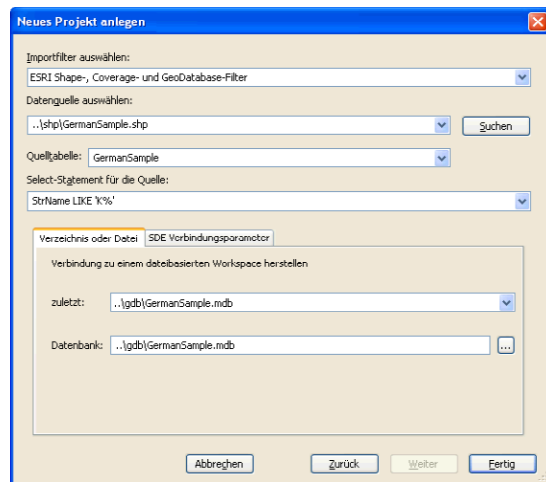 Neues Projekt anlegen
Importfilter auswählen:
ESRI Shape-, Coverage- und GeoDatabase-Filter
Datenquelle auswählen:
..\shp\GermanSample.shp
Suchen
Quelltabelle: GermanSample
Select-Statement für die Quelle:
StrName LIKE 'K%'
Verzeichnis oder Datei SDE Verbindungsparameter
Verbindung zu einem dateibasierten Workspace herstellen
zuletzt: ..\gdb\GermanSample.mdb
Datenbank: ..\gdb\GermanSample.mdb ...
Abbrechen Zurück Weiter Fertig